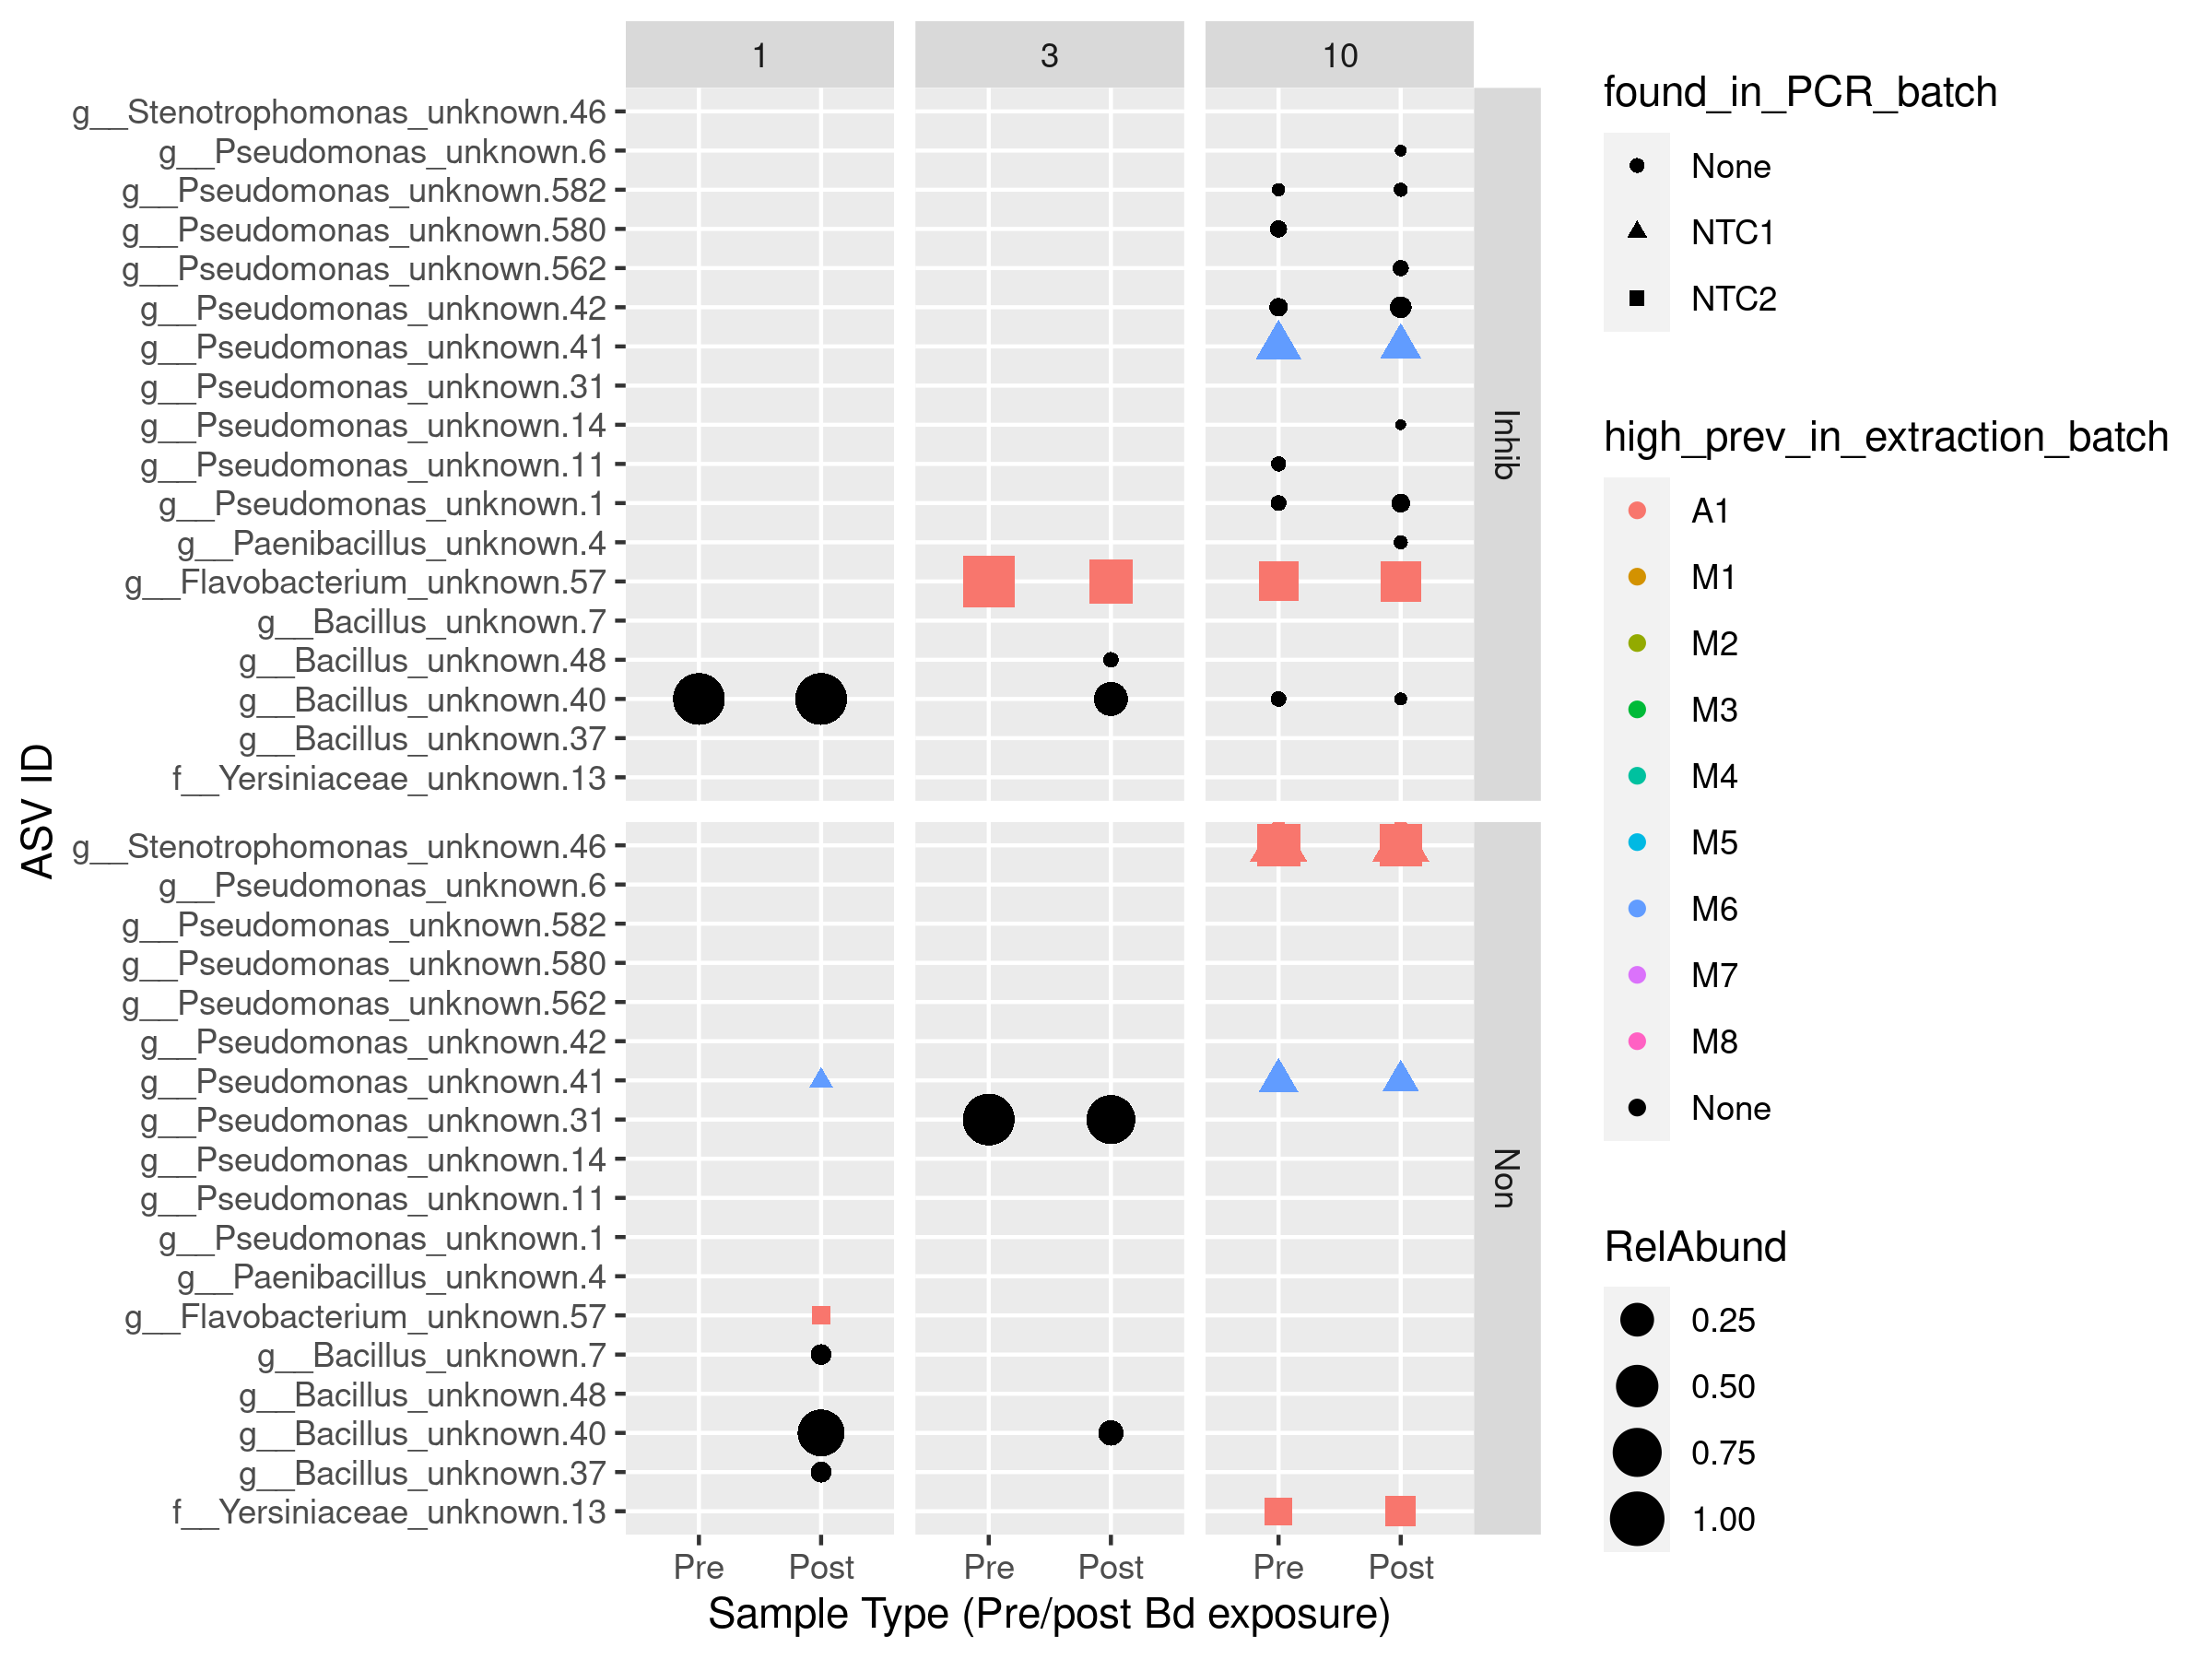 1
3
10
g__Stenotrophomonas_unknown.46
g__Pseudomonas_unknown.6
g__Pseudomonas_unknown.582
g__Pseudomonas_unknown.580
g__Pseudomonas_unknown.562
g__Pseudomonas_unknown.42
g__Pseudomonas_unknown.41
g__Pseudomonas_unknown.31
g__Pseudomonas_unknown.14
g__Pseudomonas_unknown.11
g__Pseudomonas_unknown.1
g__Paenibacillus_unknown.4
g__Flavobacterium_unknown.57
g__Bacillus_unknown.7
g__Bacillus_unknown.48
g__Bacillus_unknown.40
g__Bacillus_unknown.37
f__Yersiniaceae_unknown.13
Inhib
g__Stenotrophomonas_unknown.46
g__Pseudomonas_unknown.6
g__Pseudomonas_unknown.582
g__Pseudomonas_unknown.580
g__Pseudomonas_unknown.562
g__Pseudomonas_unknown.42
g__Pseudomonas_unknown.41
g__Pseudomonas_unknown.31
g__Pseudomonas_unknown.14
g__Pseudomonas_unknown.11
g__Pseudomonas_unknown.1
g__Paenibacillus_unknown.4
g__Flavobacterium_unknown.57
g__Bacillus_unknown.7
g__Bacillus_unknown.48
g__Bacillus_unknown.40
g__Bacillus_unknown.37
f__Yersiniaceae_unknown.13
Non
ASV ID
Pre
Post
Pre
Post
Pre
Post
Sample Type (Pre/post Bd exposure)
found_in_PCR_batch
None
NTC1
NTC2
high_prev_in_extraction_batch
A1
M1
M2
M3
M4
M5
M6
M7
M8
None
RelAbund
0.25
0.50
0.75
1.00